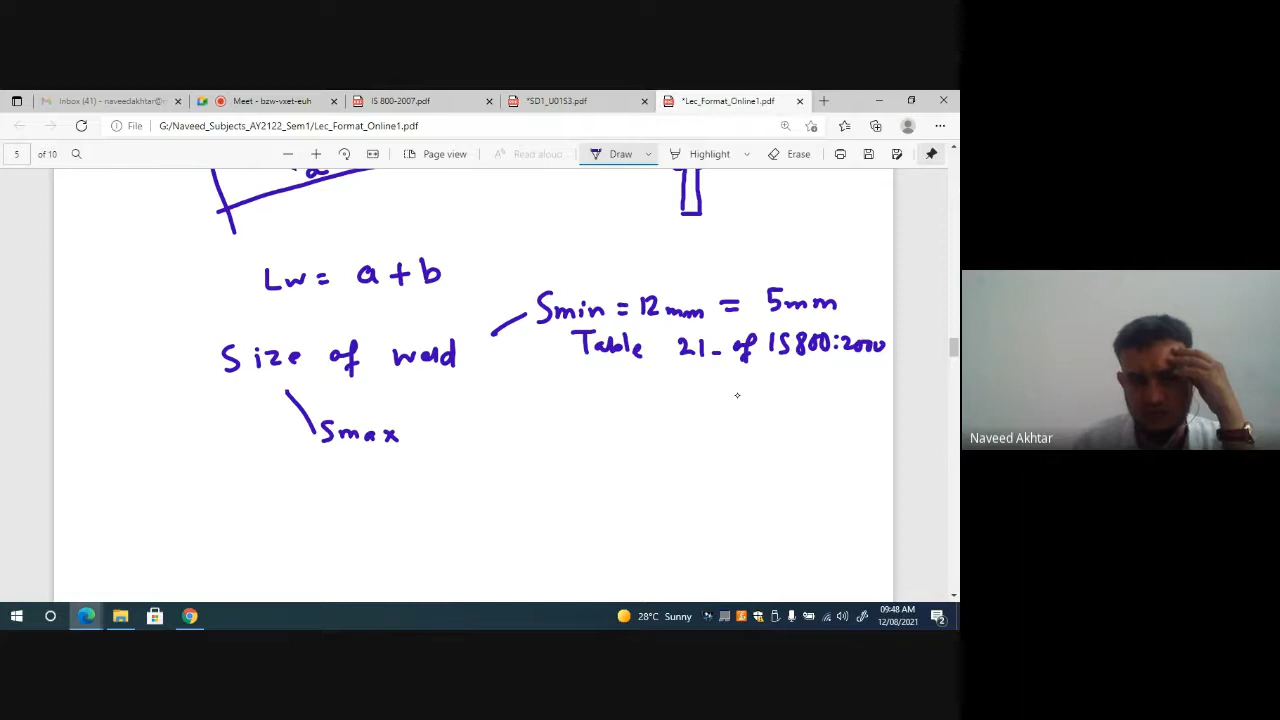 Inbox (41) - naveedakhtar@n
Meet - bzw-vxet-euh
IS 800-2007.pdf
*SD1_U01S3.pdf
*Lec_Format_Online1.pdf
File
G:/Naveed_Subjects_AY2122_Sem1/Lec_Format_Online1.pdf
5 of 10
Page view
Read aloud
Draw
Highlight
Erase
a
Lw = a + b
Smin = 12mm = 5mm
Table 21 - of IS800:2000
Size of weld
Smax
Naveed Akhtar
28°C Sunny
09:48 AM
12/08/2021
2